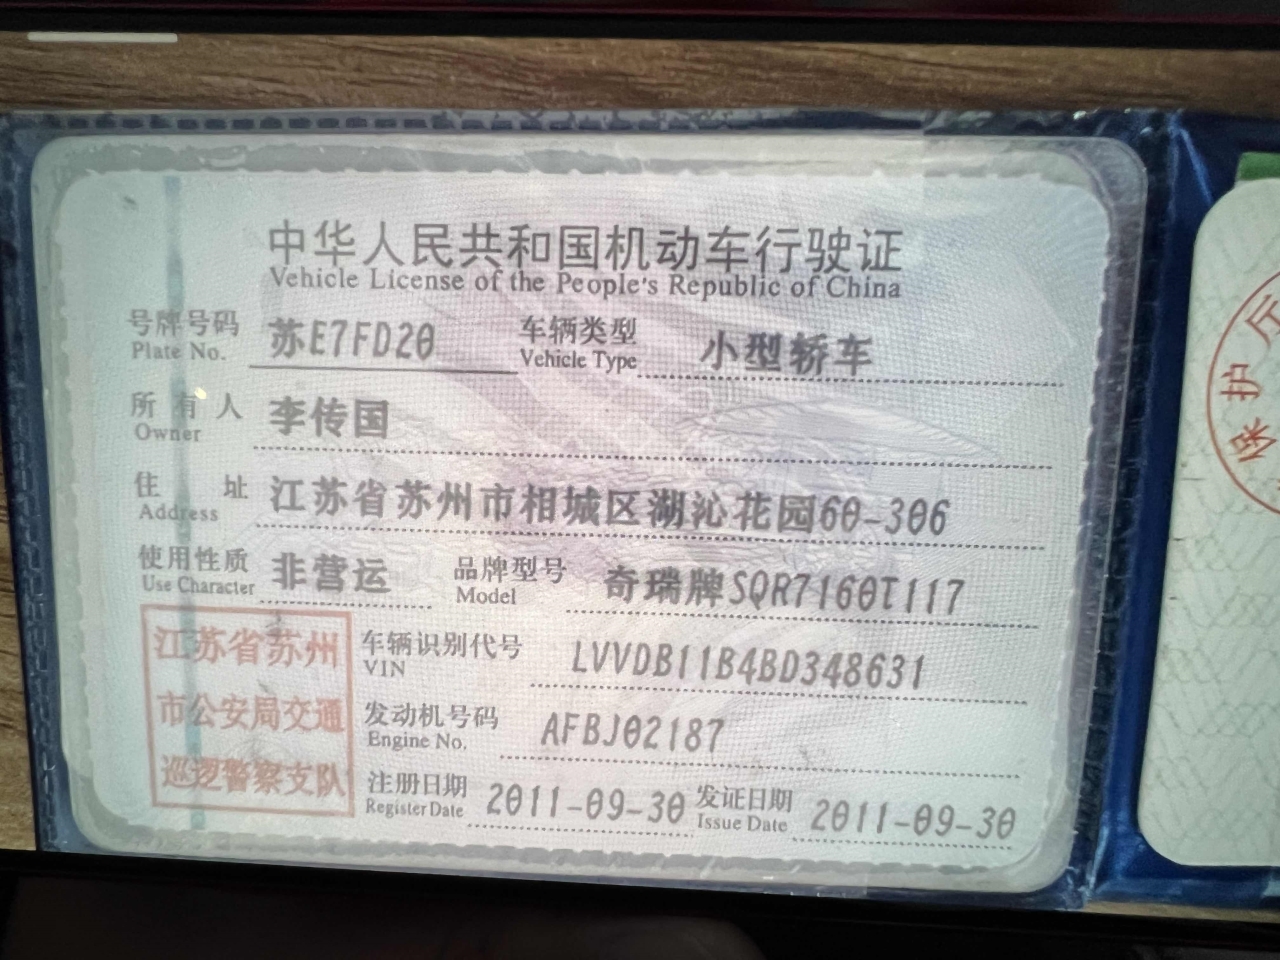 中华人民共和国机动车行驶证
Vehicle License of the People's Republic of China
号牌号码 苏E7FD20 车辆类型 小型轿车
Plate No. Vehicle Type
所有人 李传国
Owner
住址 江苏省苏州市相城区湖沁花园60-306
Address
使用性质 非营运 品牌型号 奇瑞牌SQR7160T117
Use Character Model
江苏省苏州
市公安局交通
巡逻警察支队
车辆识别代号 LVVDB11B4BD348631
VIN
发动机号码 AFBJ02187
Engine No.
注册日期 2011-09-30 发证日期 2011-09-30
Register Date Issue Date
保护厅